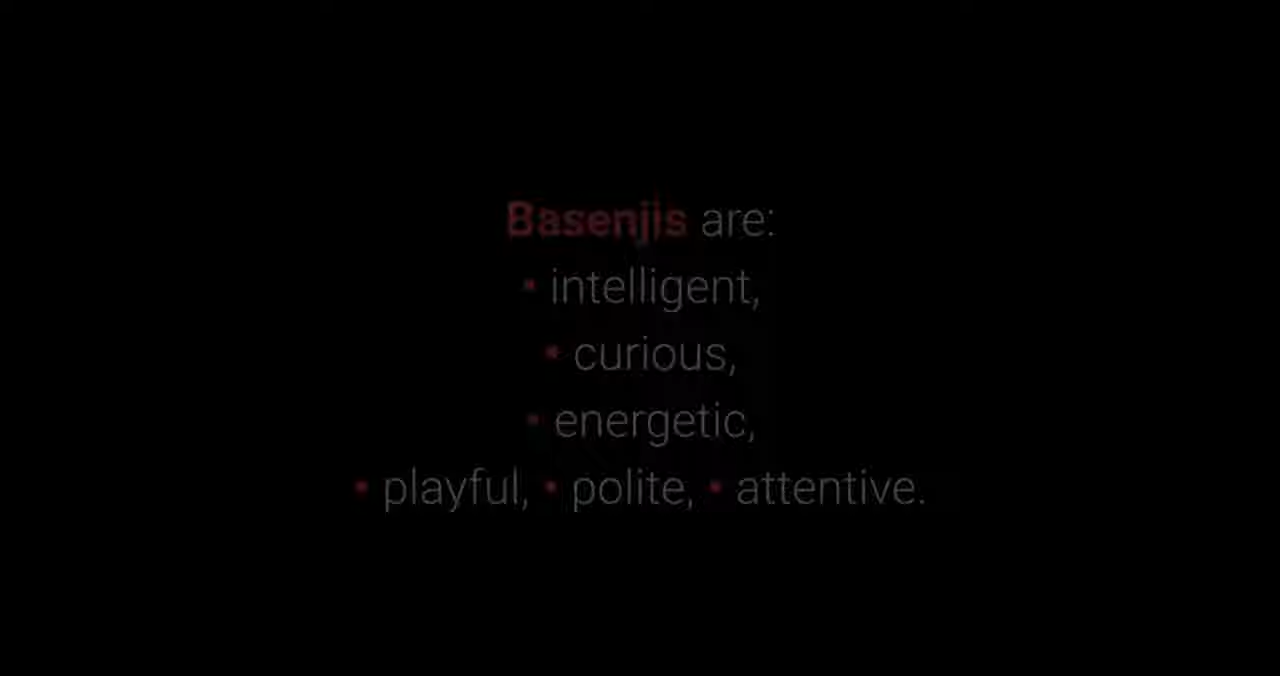 Basenjis are:
• intelligent,
• curious,
• energetic,
• playful, • polite, • attentive.